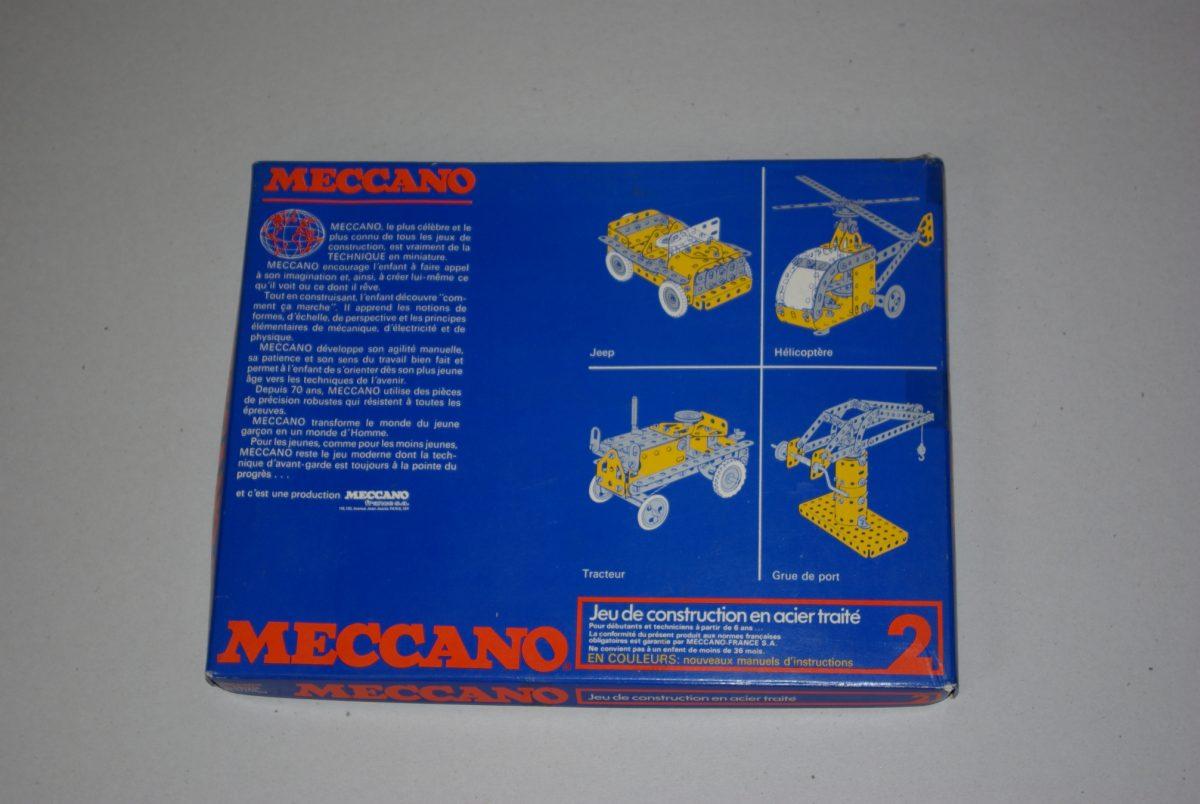 MECCANO
MECCANO, le plus célèbre et le
plus connu de tous les jeux de
construction, est vraiment de la
TECHNIQUE en miniature.
MECCANO encourage l'enfant à faire appel
à son imagination et, ainsi, à créer lui-même ce
qu'il voit ou ce dont il rêve.
Tout en construisant, l'enfant découvre "com-
ment ça marche". Il apprend les notions de
formes, d'échelle, de perspective et les principes
élémentaires de mécanique, d'électricité et de
physique.
MECCANO développe son agilité manuelle,
sa patience et son sens du travail bien fait et
permet à l'enfant de s'orienter dès son plus jeune
âge vers les techniques de l'avenir.
Depuis 70 ans, MECCANO utilise des pièces
de précision robustes qui résistent à toutes les
épreuves.
MECCANO transforme le monde du jeune
garçon en un monde d'Homme.
Pour les jeunes, comme pour les moins jeunes,
MECCANO reste le jeu moderne dont la tech-
nique d'avant-garde est toujours à la pointe du
progrès . . .
et c'est une production MECCANO
france s.a.
Jeep
Hélicoptère
Tracteur
Grue de port
MECCANO
Jeu de construction en acier traité
Pour débutants et techniciens à partir de 6 ans . . .
La conformité du présent produit aux normes françaises
obligatoires est garantie par MECCANO-FRANCE S.A.
Ne convient pas à un enfant de moins de 36 mois.
EN COULEURS: nouveaux manuels d'instructions
2
MECCANO
Jeu de construction en acier traité
2